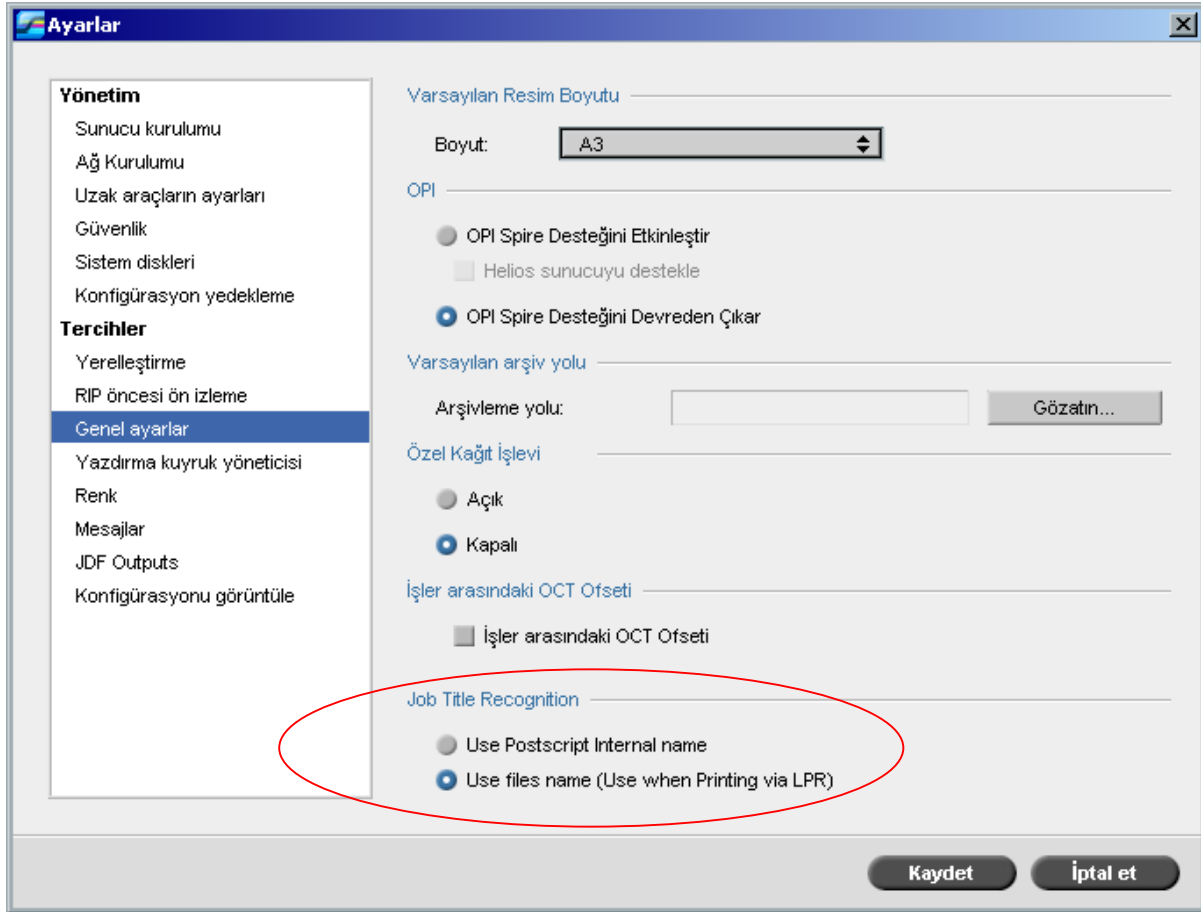 Ayarlar
Yönetim
Sunucu kurulumu
Ağ Kurulumu
Uzak araçların ayarları
Güvenlik
Sistem diskleri
Konfigürasyon yedekleme
Tercihler
Yerelleştirme
RIP öncesi ön izleme
Genel ayarlar
Yazdırma kuyruk yöneticisi
Renk
Mesajlar
JDF Outputs
Konfigürasyonu görüntüle
Varsayılan Resim Boyutu
Boyut: A3
OPI
OPI Spire Desteğini Etkinleştir
Helios sunucuyu destekle
OPI Spire Desteğini Devreden Çıkar
Varsayılan arşiv yolu
Arşivleme yolu: Gözatın...
Özel Kağıt İşlevi
Açık
Kapalı
İşler arasındaki OCT Ofseti
İşler arasındaki OCT Ofseti
Job Title Recognition
Use Postscript Internal name
Use files name (Use when Printing via LPR)
Kaydet İptal et